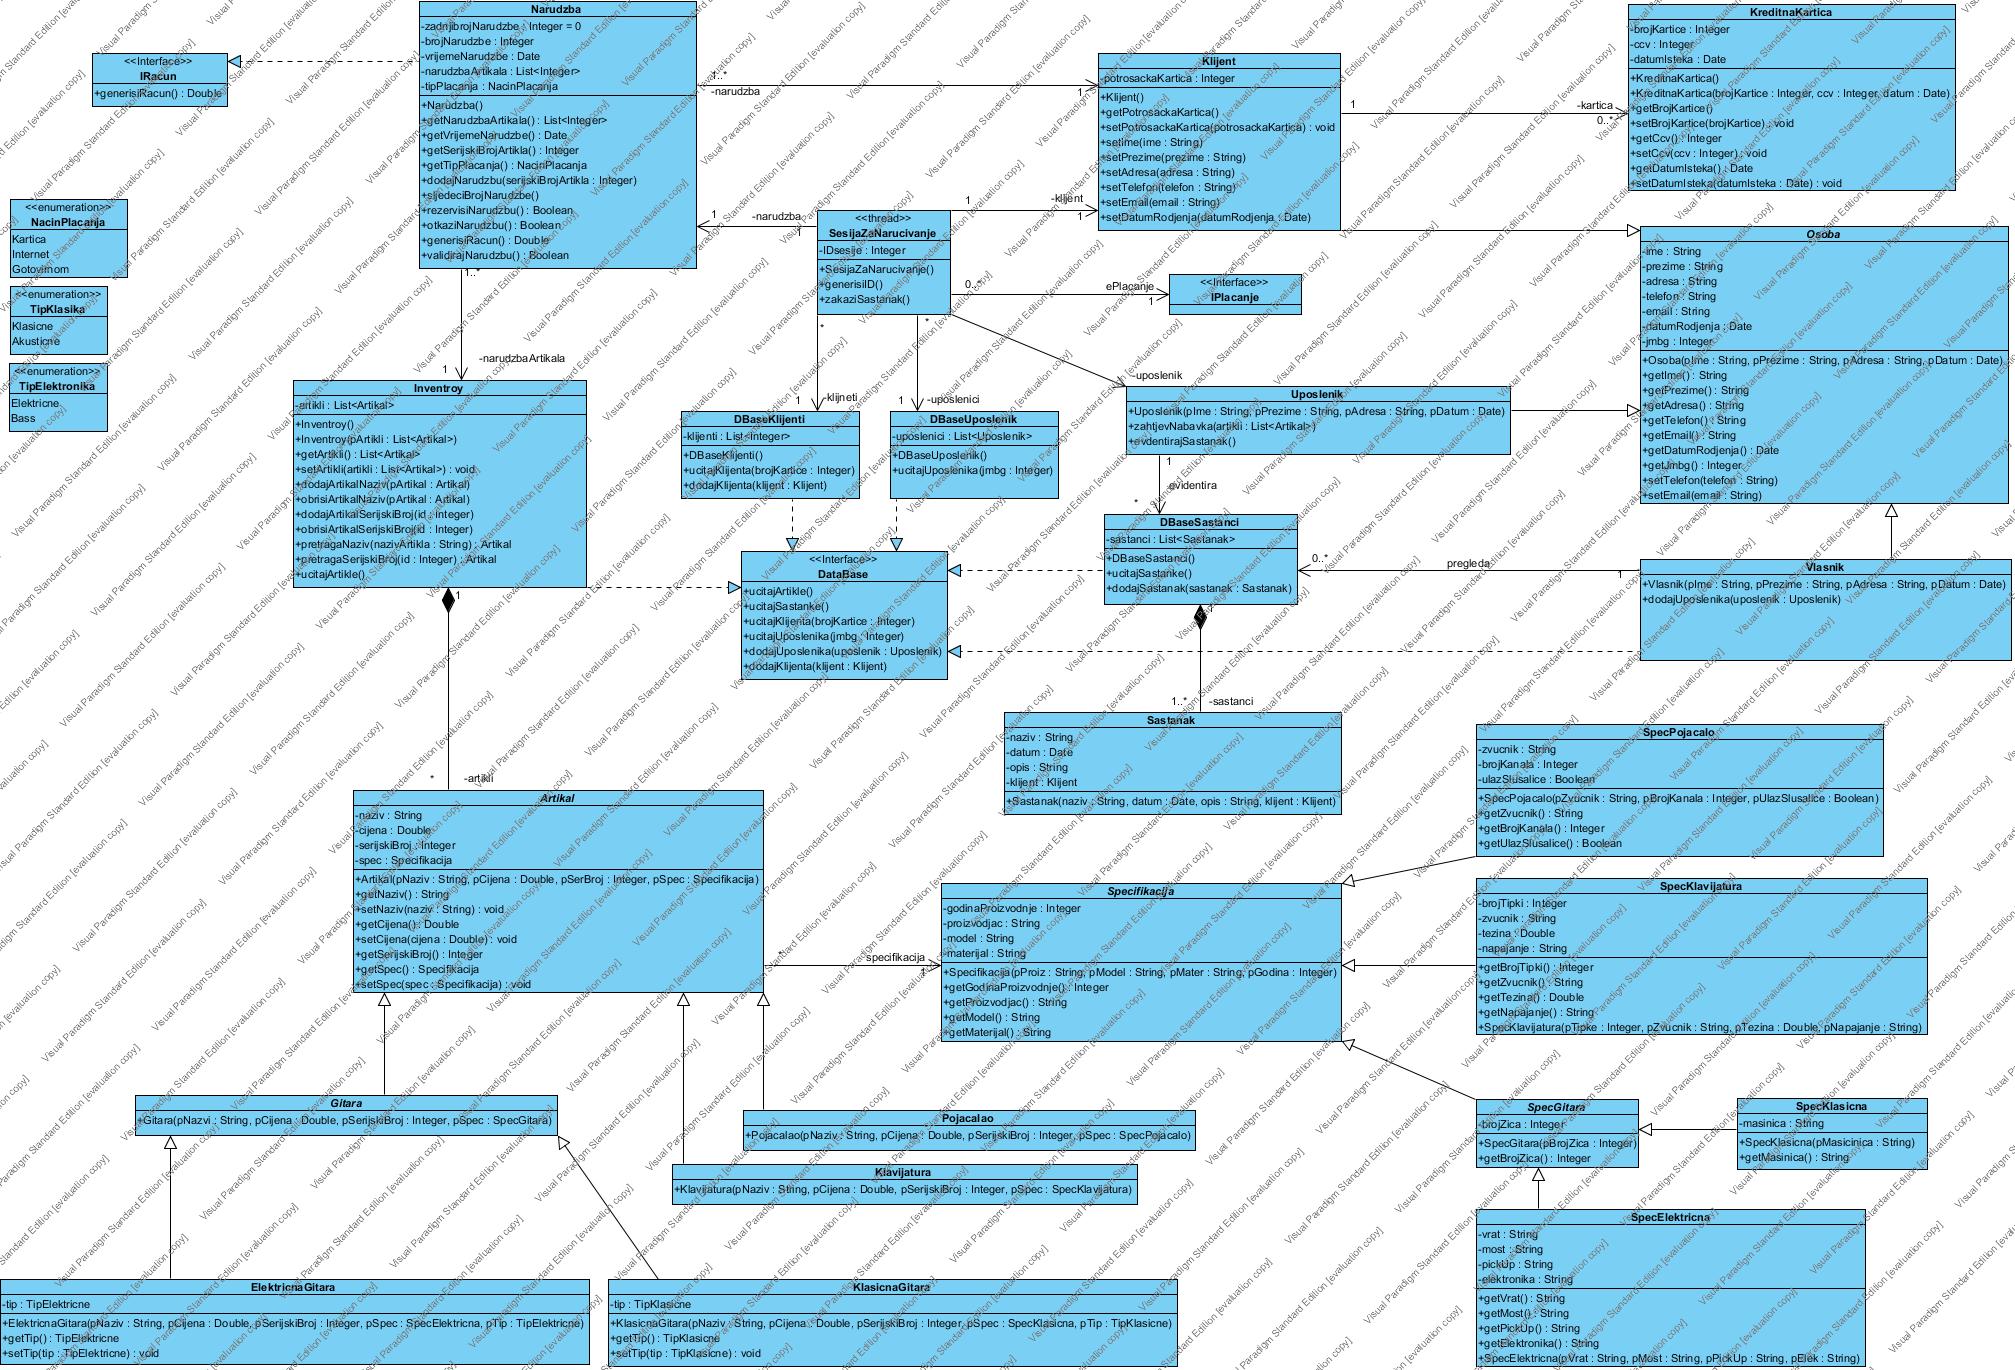 Narudzba
-zadnjibrojNarudzbe : Integer = 0
-brojNarudzbe : Integer
-vrijemeNarudzbe : Date
-narudzbaArtikala : List<Integer>
-tipPlacanja : NacinPlacanja
+Narudzba()
+getNarudzbaArtikala() : List<Integer>
+getVrijemeNarudzbe() : Date
+getSerijskiBrojArtikla() : Integer
+getTipPlacanja() : NacinPlacanja
+dodajNarudzbu(serijskiBrojArtikla : Integer)
+sljedeciBrojNarudzbe()
+rezervisiNarudzbu() : Boolean
+otkaziNarudzbu() : Boolean
+generisiRacun() : Double
+validirajNarudzbu() : Boolean
<<Interface>>
IRacun
+generisiRacun() : Double
<<enumeration>>
NacinPlacanja
Kartica
Internet
Gotovinom
<<enumeration>>
TipKlasika
Klasicne
Akusticne
<<enumeration>>
TipElektronika
Elektricne
Bass
1..*
-narudzba
1
Klijent
potrosackaKartica : Integer
+Klijent()
+getPotrosackaKartica()
+setPotrosackaKartica(potrosackaKartica) : void
+setIme(ime : String)
+setPrezime(prezime : String)
+setAdresa(adresa : String)
+setTelefon(telefon : String)
+setEmail(email : String)
+setDatumRodjenja(datumRodjenja : Date)
1
-kartica
0..*
KreditnaKartica
-brojKartice : Integer
-ccv : Integer
-datumIsteka : Date
+KreditnaKartica()
+KreditnaKartica(brojKartice : Integer, ccv : Integer, datum : Date)
+getBrojKartice()
+setBrojKartice(brojKartice) : void
+getCcv() : Integer
+setCcv(ccv : Integer) : void
+getDatumIsteka() : Date
+setDatumIsteka(datumIsteka : Date) : void
1
-narudzba
1
<<thread>>
SesijaZaNarucivanje
-IDsesije : Integer
+SesijaZaNarucivanje()
+generisiID()
+zakaziSastanak()
1
-klijent
1
0..*
ePlacanje
1
<<Interface>>
IPlacanje
Osoba
-Ime : String
-prezime : String
-adresa : String
-telefon : String
-email : String
-datumRodjenja : Date
-jmbg : Integer
+Osoba(pIme : String, pPrezime : String, pAdresa : String, pDatum : Date)
+getIme() : String
+getPrezime() : String
+getAdresa() : String
+getTelefon() : String
+getEmail() : String
+getDatumRodjenja() : Date
+getJmbg() : Integer
+setTelefon(telefon : String)
+setEmail(email : String)
1..*
-narudzbaArtikala
1
Inventroy
-artikli : List<Artikal>
+Inventroy()
+Inventroy(pArtikli : List<Artikal>)
+getArtikli() : List<Artikal>
+setArtikli(artikli : List<Artikal>) : void
+dodajArtikalNaziv(pArtikal : Artikal)
+obrisiArtikalNaziv(pArtikal : Artikal)
+dodajArtikalSerijskiBroj(id : Integer)
+obrisiArtikalSerijskiBroj(id : Integer)
+pretragaNaziv(nazivArtikla : String) : Artikal
+pretragaSerijskiBroj(id : Integer) : Artikal
+ucitajArtikle()
*
1
-klijneti
DBaseKlijenti
-klijenti : List<Integer>
+DBaseKlijenti()
+ucitajKlijenta(brojKartice : Integer)
+dodajKlijenta(klijent : Klijent)
*
1
-uposlenici
DBaseUposlenik
-uposlenici : List<Uposlenik>
+DBaseUposlenik()
+ucitajUposlenika(jmbg : Integer)
-uposlenik
Uposlenik
+Uposlenik(pIme : String, pPrezime : String, pAdresa : String, pDatum : Date)
+zahtjevNabavka(artikli : List<Artikal>)
+evdentirajSastanak()
1
evidentira
*
DBaseSastanci
-sastanci : List<Sastanak>
+DBaseSastanci()
+ucitajSastanke()
+dodajSastanak(sastanak : Sastanak)
0..*
pregleda
1
Vlasnik
+Vlasnik(pIme : String, pPrezime : String, pAdresa : String, pDatum : Date)
+dodajUposlenika(uposlenik : Uposlenik)
<<Interface>>
DataBase
+ucitajArtikle()
+ucitajSastanke()
+ucitajKlijenta(brojKartice : Integer)
+ucitajUposlenika(jmbg : Integer)
+dodajUposlenika(uposlenik : Uposlenik)
+dodajKlijenta(klijent : Klijent)
1
*
-artikli
1..*
-sastanci
Sastanak
-naziv : String
-datum : Date
-opis : String
-klijent : Klijent
+Sastanak(naziv : String, datum : Date, opis : String, klijent : Klijent)
SpecPojacalo
-zvucnik : String
-brojKanala : Integer
-ulazSlusalice : Boolean
+SpecPojacalo(pZvucnik : String, pBrojKanala : Integer, pUlazSlusalice : Boolean)
+getZvucnik() : String
+getBrojKanala() : Integer
+getUlazSlusalice() : Boolean
Artikal
-naziv : String
-cijena : Double
-serijskiBroj : Integer
-spec : Specifikacija
+Artikal(pNaziv : String, pCijena : Double, pSerBroj : Integer, pSpec : Specifikacija)
+getNaziv() : String
+setNaziv(naziv : String) : void
+getCijena() : Double
+setCijena(cijena : Double) : void
+getSerijskiBroj() : Integer
+getSpec() : Specifikacija
+setSpec(spec : Specifikacija) : void
specifikacija
1
Specifikacija
-godinaProizvodnje : Integer
-proizvodjac : String
-model : String
-materijal : String
+Specifikacija(pProiz : String, pModel : String, pMater : String, pGodina : Integer)
+getGodinaProizvodnje() : Integer
+getProizvodjac() : String
+getModel() : String
+getMaterijal() : String
SpecKlavijatura
-brojTipki : Integer
-zvucnik : String
-tezina : Double
-napajanje : String
+getBrojTipki() : Integer
+getZvucnik() : String
+getTezina() : Double
+getNapajanje() : String
+SpecKlavijatura(pTipke : Integer, pZvucnik : String, pTezina : Double, pNapajanje : String)
Gitara
+Gitara(pNazvi : String, pCijena : Double, pSerijskiBroj : Integer, pSpec : SpecGitara)
Pojacalao
+Pojacalao(pNaziv : String, pCijena : Double, pSerijskiBroj : Integer, pSpec : SpecPojacalo)
Klavijatura
+Klavijatura(pNaziv : String, pCijena : Double, pSerijskiBroj : Integer, pSpec : SpecKlavijatura)
SpecGitara
-brojZica : Integer
+SpecGitara(pBrojZica : Integer)
+getBrojZica() : Integer
SpecKlasicna
-masinica : String
+SpecKlasicna(pMasicinica : String)
+getMasinica() : String
SpecElektricna
-vrat : String
-most : String
-pickUp : String
-elektronika : String
+getVrat() : String
+getMost() : String
+getPickUp() : String
+getElektronika() : String
+SpecElektricna(pVrat : String, pMost : String, pPickUp : String, pElek : String)
ElektricnaGitara
-tip : TipElektricne
+ElektricnaGitara(pNaziv : String, pCijena : Double, pSerijskiBroj : Integer, pSpec : SpecElektricna, pTip : TipElektricne)
+getTip() : TipElektricne
+setTip(tip : TipElektricne) : void
KlasicnaGitara
-tip : TipKlasicne
+KlasicnaGitara(pNaziv : String, pCijena : Double, pSerijskiBroj : Integer, pSpec : SpecKlasicna, pTip : TipKlasicne)
+getTip() : TipKlasicne
+setTip(tip : TipKlasicne) : void
Visual Paradigm Standard Edition [evaluation copy]